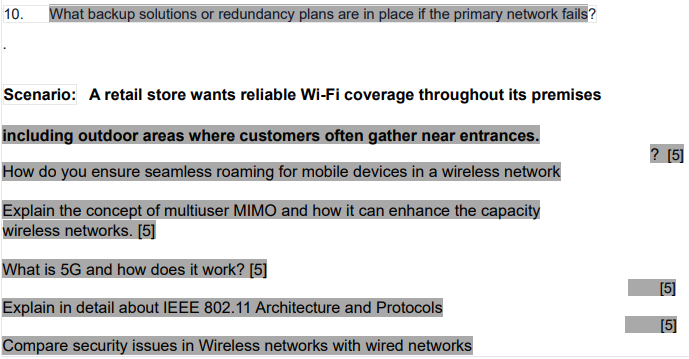 10. What backup solutions or redundancy plans are in place if the primary network fails?
.
Scenario: A retail store wants reliable Wi-Fi coverage throughout its premises
including outdoor areas where customers often gather near entrances.
? [5]
How do you ensure seamless roaming for mobile devices in a wireless network
Explain the concept of multiuser MIMO and how it can enhance the capacity
wireless networks. [5]
What is 5G and how does it work? [5]
[5]
Explain in detail about IEEE 802.11 Architecture and Protocols
[5]
Compare security issues in Wireless networks with wired networks